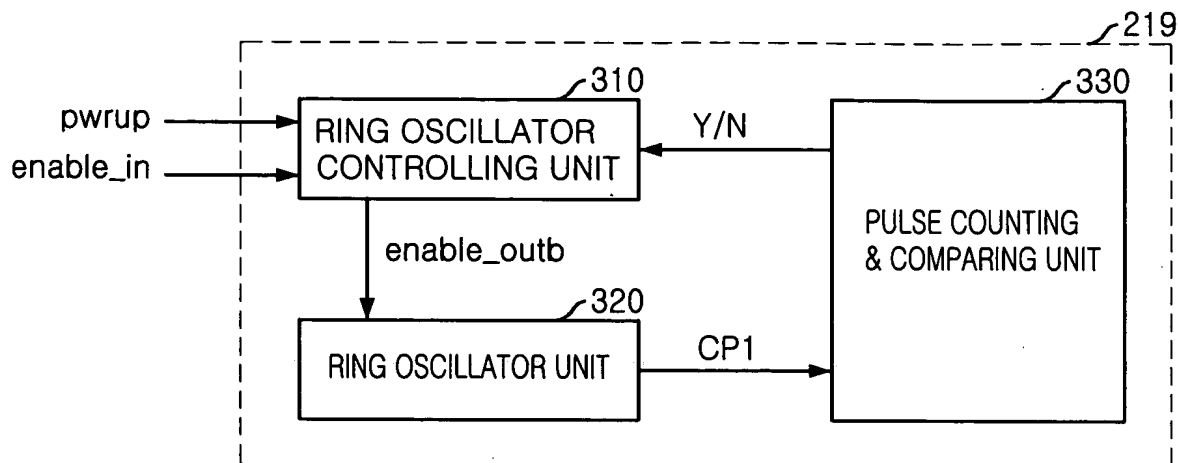 219
310
330
pwrup
RING OSCILLATOR
CONTROLLING UNIT
Y/N
enable_in
PULSE COUNTING
& COMPARING UNIT
enable_outb
320
RING OSCILLATOR UNIT
CP1